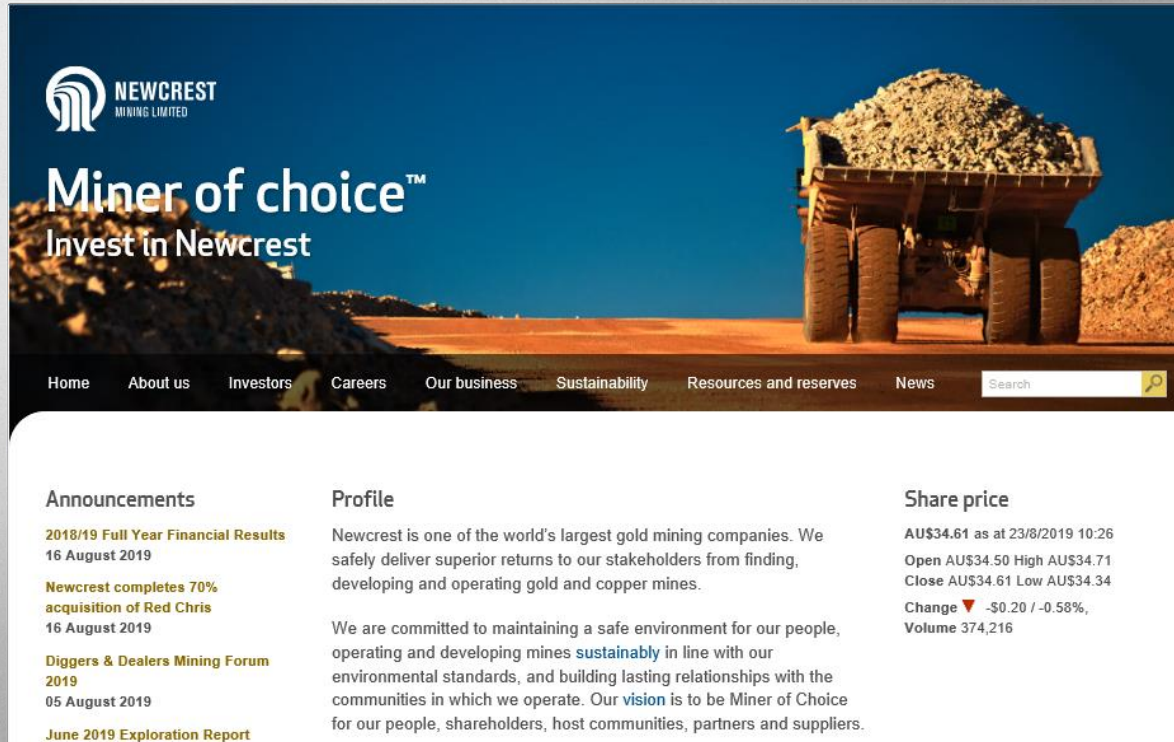 NEWCREST
MINING LIMITED
Miner of choice™
Invest in Newcrest
Home About us Investors Careers Our business Sustainability Resources and reserves News Search
Announcements
2018/19 Full Year Financial Results
16 August 2019
Newcrest completes 70%
acquisition of Red Chris
16 August 2019
Diggers & Dealers Mining Forum
2019
05 August 2019
June 2019 Exploration Report
Profile
Newcrest is one of the world's largest gold mining companies. We
safely deliver superior returns to our stakeholders from finding,
developing and operating gold and copper mines.
We are committed to maintaining a safe environment for our people,
operating and developing mines sustainably in line with our
environmental standards, and building lasting relationships with the
communities in which we operate. Our vision is to be Miner of Choice
for our people, shareholders, host communities, partners and suppliers.
Share price
AU$34.61 as at 23/8/2019 10:26
Open AU$34.50 High AU$34.71
Close AU$34.61 Low AU$34.34
Change ▼ -$0.20 / -0.58%,
Volume 374,216